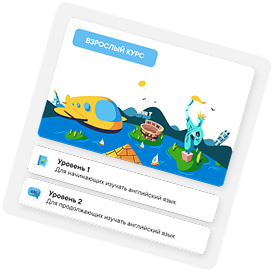 ВЗРОСЛЫЙ КУРС
Уровень 1
Для начинающих изучать английский язык
Уровень 2
Для продолжающих изучать английский язык